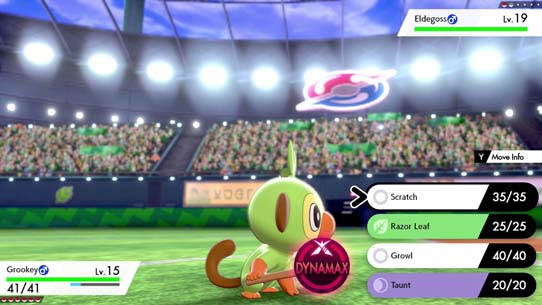 Eldegoss♂ Lv. 19
Y Move Info
Scratch 35/35
Razor Leaf 25/25
DYNAMAX
Growl 40/40
Grookey♂ Lv. 15
41/41
Taunt 20/20